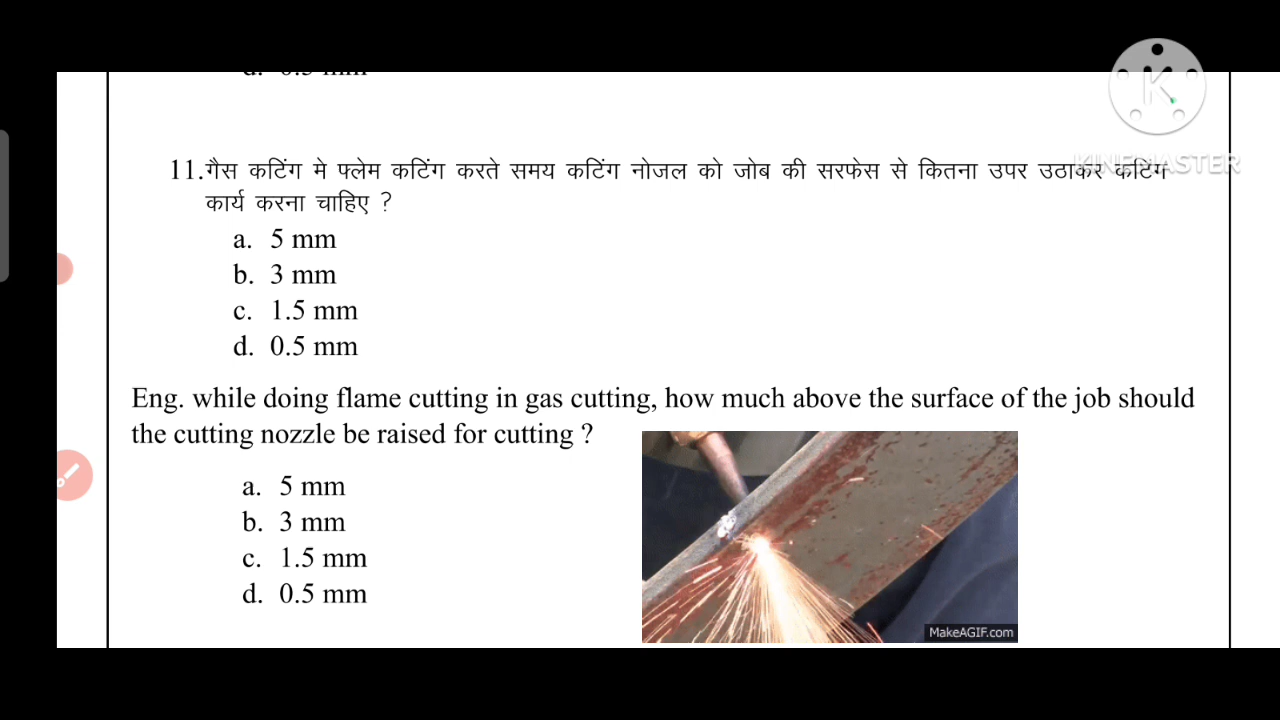 11.गैस कटिंग मे फ्लेम कटिंग करते समय कटिंग नोजल को जोब की सरफेस से कितना उपर उठाकर कटिंग
कार्य करना चाहिए ?
a. 5 mm
b. 3 mm
c. 1.5 mm
d. 0.5 mm
Eng. while doing flame cutting in gas cutting, how much above the surface of the job should
the cutting nozzle be raised for cutting ?
a. 5 mm
b. 3 mm
c. 1.5 mm
d. 0.5 mm
MakeAGIF.com
KINEMASTER